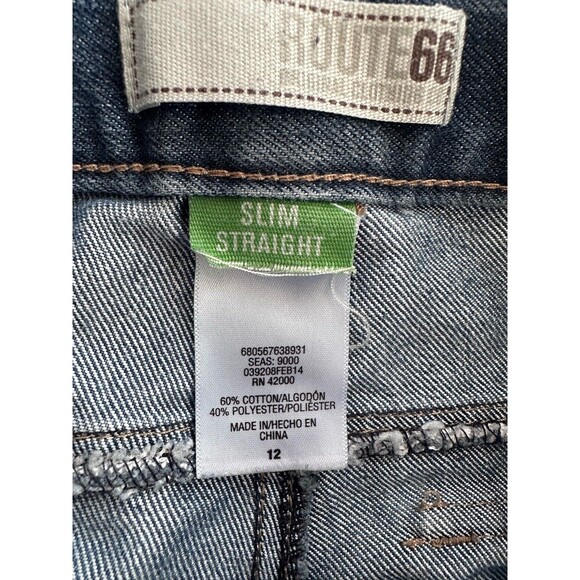 ROUTE66
SLIM
STRAIGHT
680567638931
SEAS: 9000
039208FEB14
RN 42000
60% COTTON/ALGODÓN
40% POLYESTER/POLIÉSTER
MADE IN/HECHO EN
CHINA
12